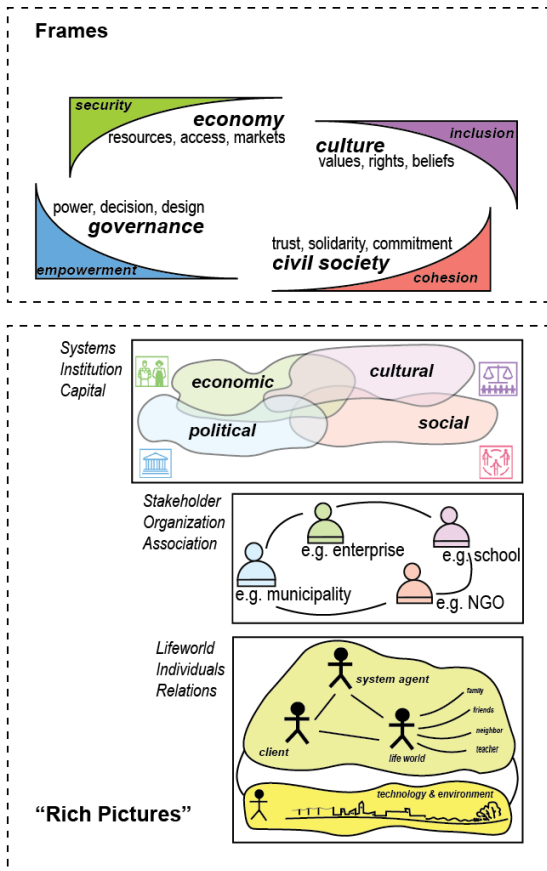 Frames
security
economy
resources, access, markets
inclusion
culture
values, rights, beliefs
power, decision, design
governance
empowerment
trust, solidarity, commitment
civil society
cohesion
Systems
Institution
Capital
economic
cultural
political
social
Stakeholder
Organization
Association
e.g. enterprise
e.g. school
e.g. municipality
e.g. NGO
Lifeworld
Individuals
Relations
system agent
client
life world
family
friends
neighbor
teacher
technology & environment
“Rich Pictures”